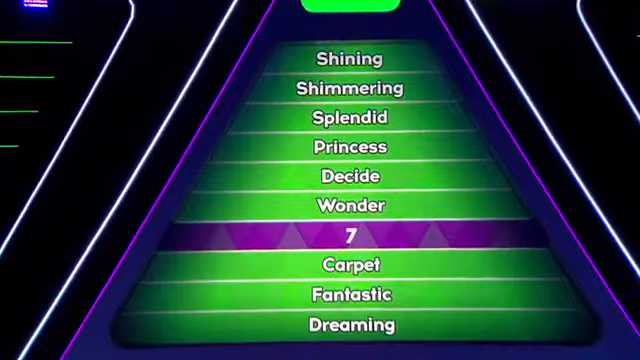 Shining
Shimmering
Splendid
Princess
Decide
Wonder
7
Carpet
Fantastic
Dreaming